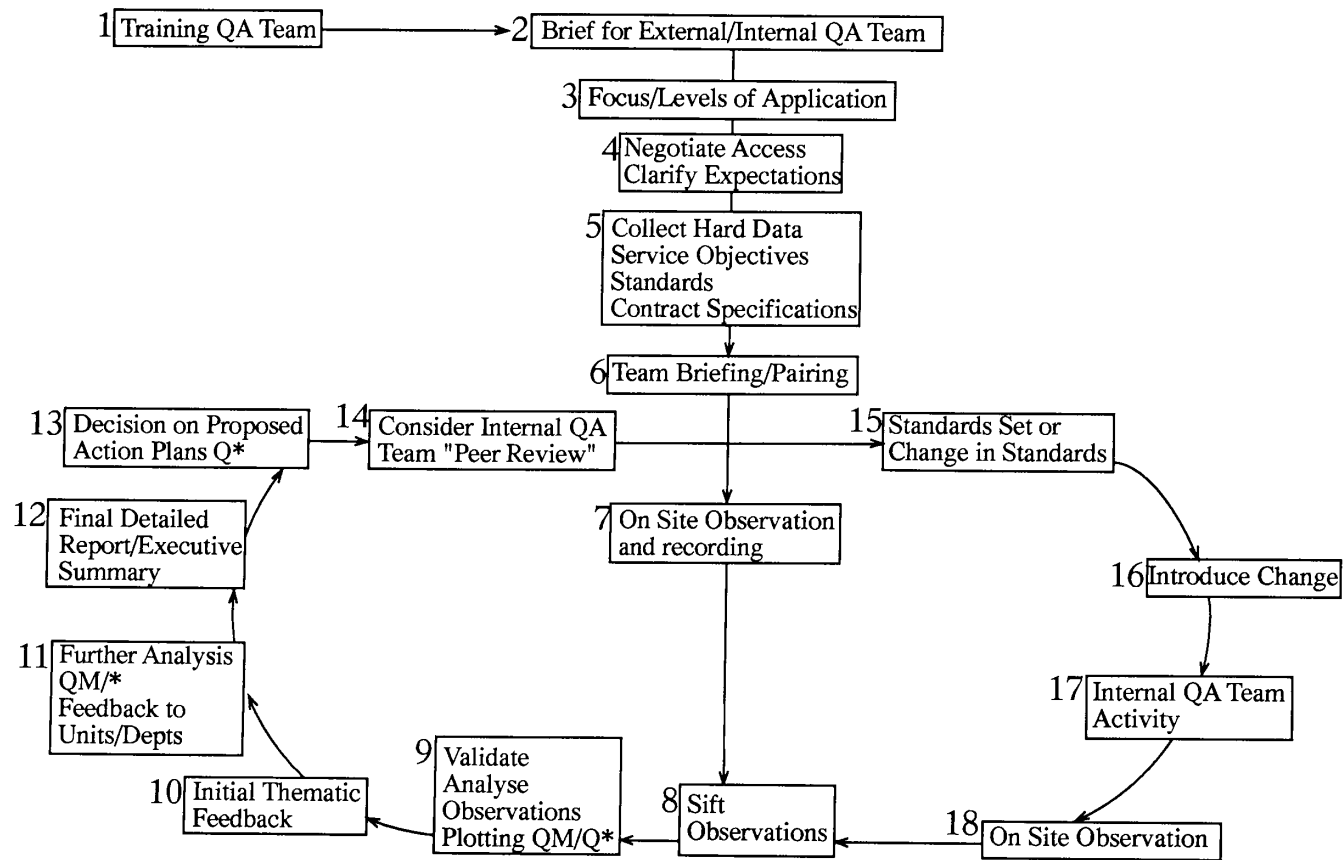 1 Training QA Team
2 Brief for External/Internal QA Team
3 Focus/Levels of Application
4 Negotiate Access
Clarify Expectations
5 Collect Hard Data
Service Objectives
Standards
Contract Specifications
6 Team Briefing/Pairing
7 On Site Observation
and recording
8 Sift
Observations
9 Validate
Analyse
Observations
Plotting QM/Q*
10 Initial Thematic
Feedback
11 Further Analysis
QM/*
Feedback to
Units/Depts
12 Final Detailed
Report/Executive
Summary
13 Decision on Proposed
Action Plans Q*
14 Consider Internal QA
Team "Peer Review"
15 Standards Set or
Change in Standards
16 Introduce Change
17 Internal QA Team
Activity
18 On Site Observation